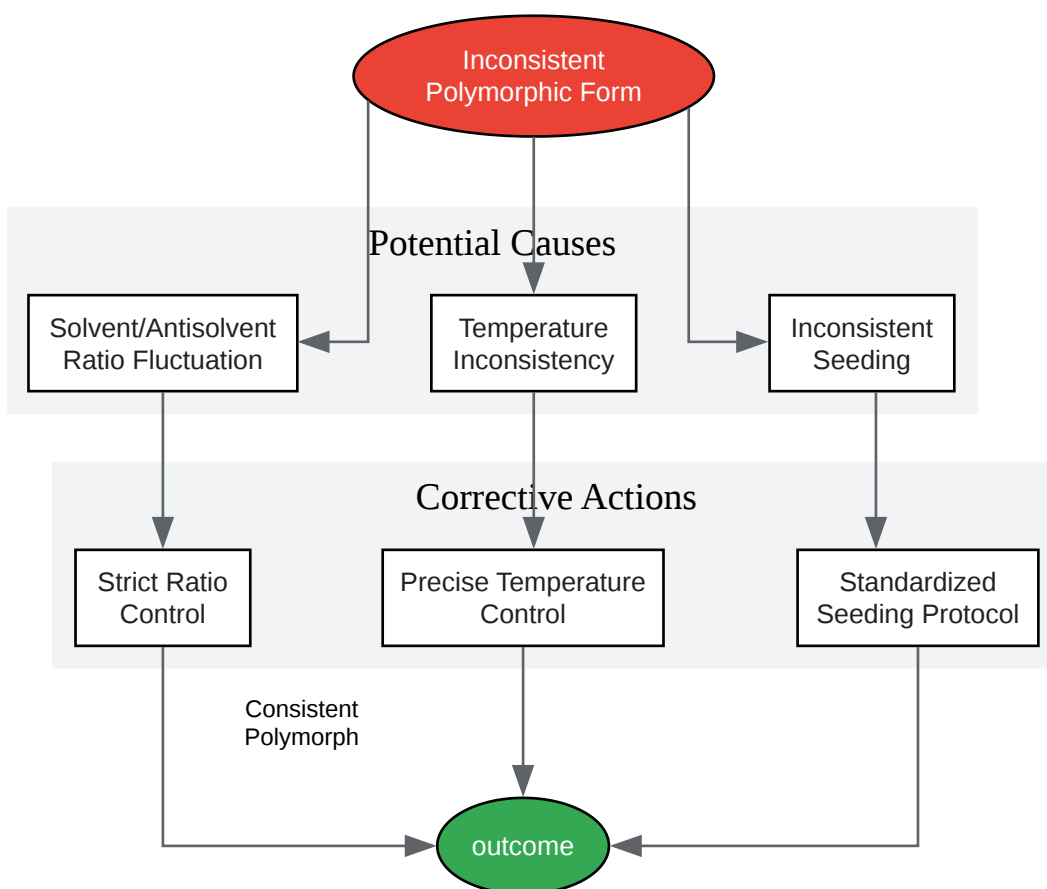 Inconsistent
Polymorphic Form
Potential Causes
Solvent/Antisolvent
Ratio Fluctuation
Temperature
Inconsistency
Inconsistent
Seeding
Corrective Actions
Strict Ratio
Control
Precise Temperature
Control
Standardized
Seeding Protocol
Consistent
Polymorph
outcome